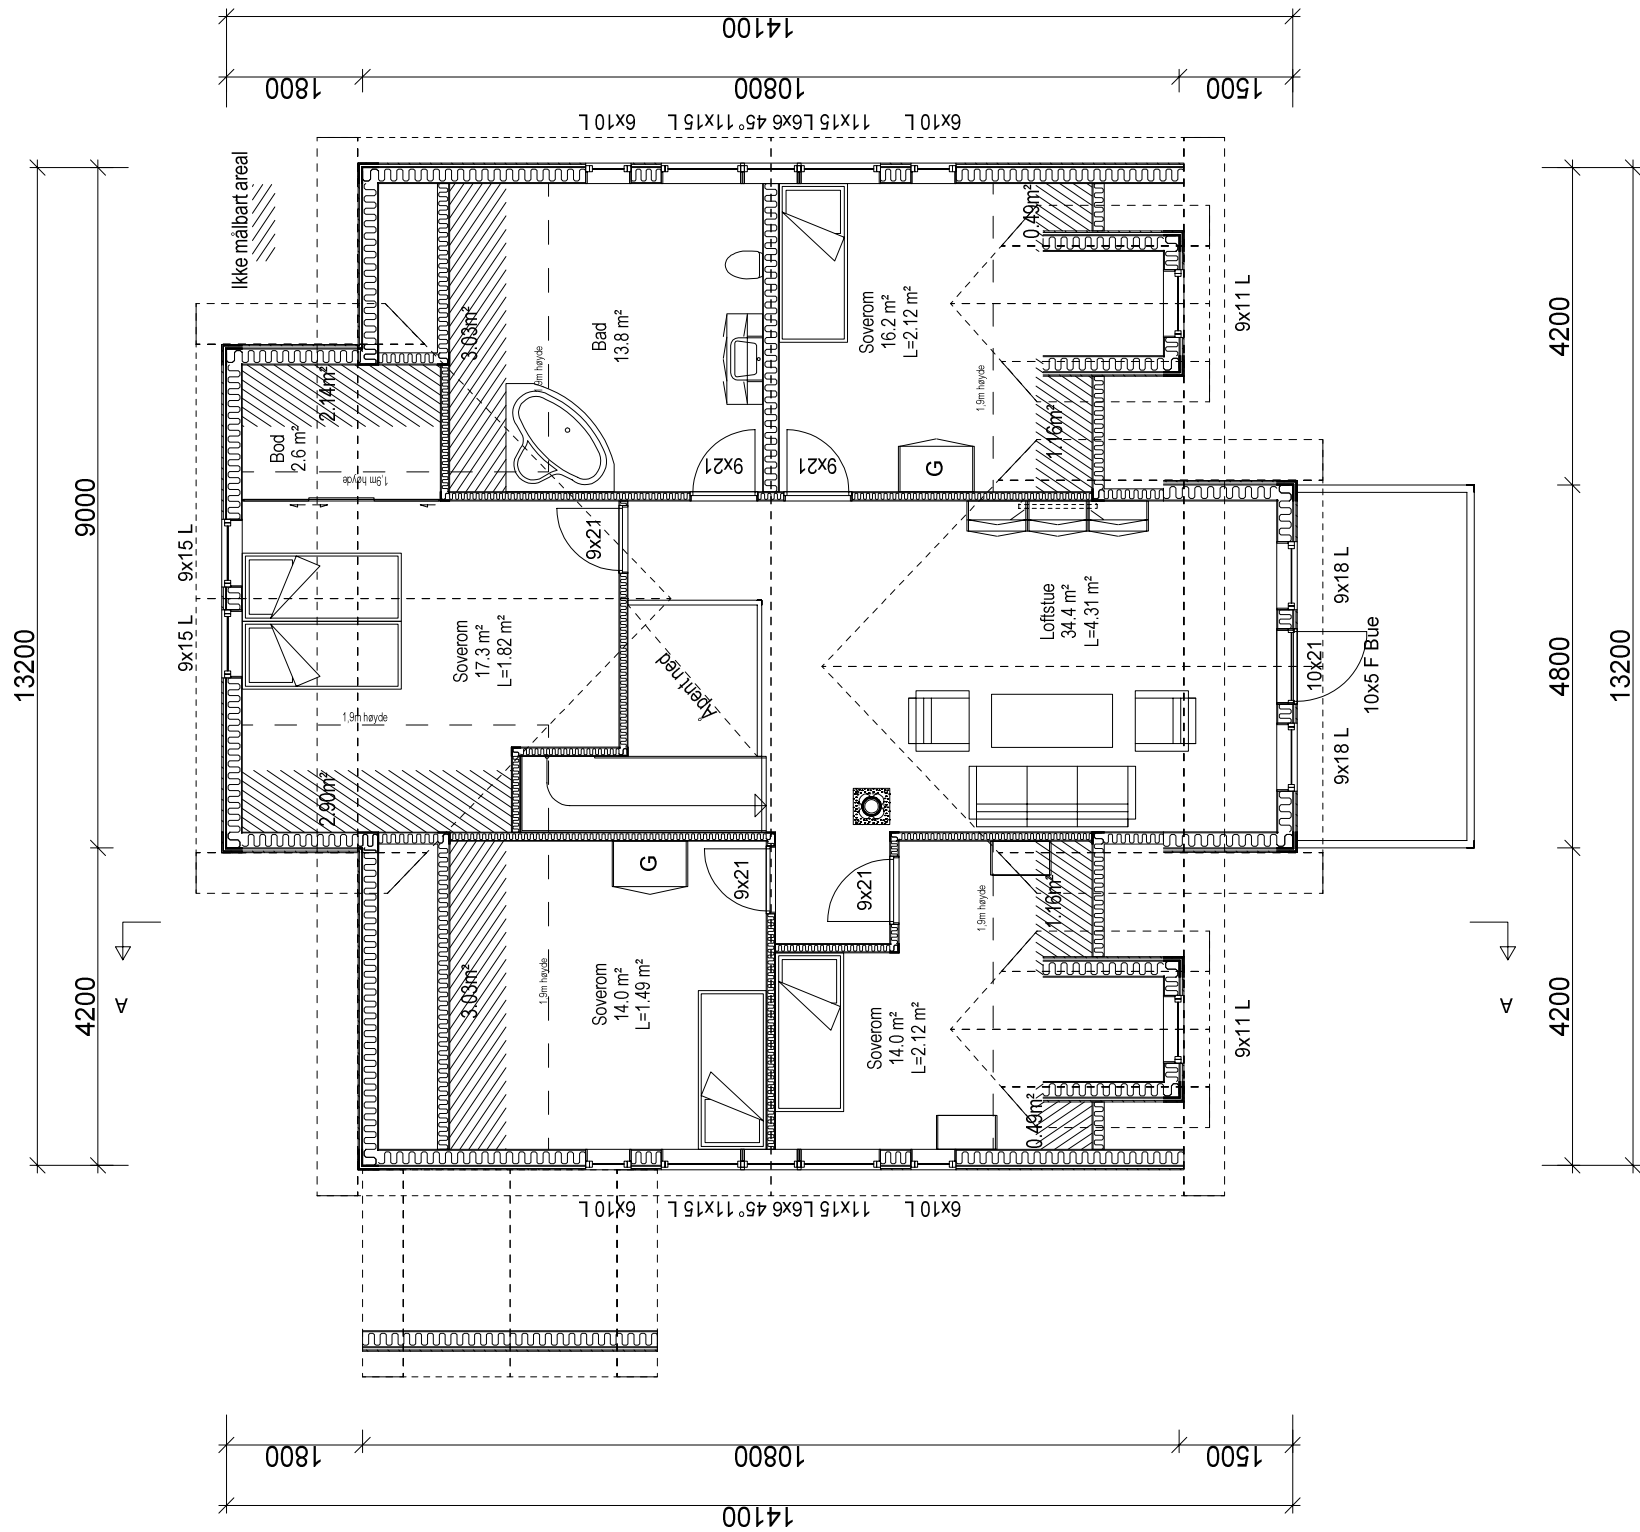 14100
1800
10800
1500
6x10 L
11x15 L
6x6 45°
11x15 L
6x10 L
Ikke målbart areal
13200
9000
4200
9x15 L
9x15 L
Bod
2.6 m²
2.14m²
1,9m høyde
3.03m²
Bad
13.8 m²
1,9m høyde
9x21
9x21
Soverom
16.2 m²
L=2.12 m²
1,9m høyde
0.49m²
1.16m²
G
9x11 L
4200
4800
4200
13200
Soverom
17.3 m²
L=1.82 m²
9x21
1,9m høyde
2.90m²
Åpent ned
Loftstue
34.4 m²
L=4.31 m²
9x18 L
10x21
10x5 F Bue
9x18 L
Soverom
14.0 m²
L=1.49 m²
3.03m²
1,9m høyde
G
9x21
9x21
Soverom
14.0 m²
L=2.12 m²
1,9m høyde
1.16m²
0.49m²
9x11 L
A
A
6x10 L
11x15 L
6x6 45°
11x15 L
6x10 L
1800
10800
1500
14100